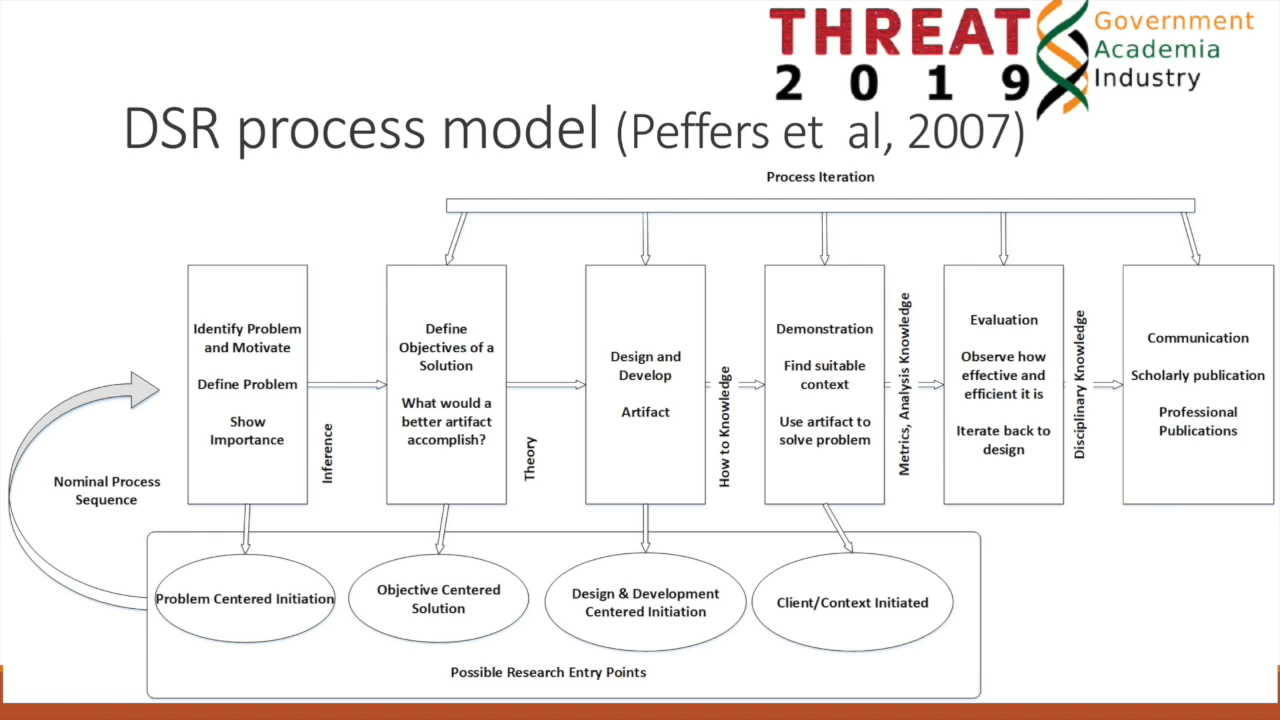 THREAT
2 0 1 9
Government
Academia
Industry
DSR process model (Peffers et al, 2007)
Process Iteration
Identify Problem
and Motivate
Define Problem
Show
Importance
Inference
Define
Objectives of a
Solution
What would a
better artifact
accomplish?
Theory
Design and
Develop
Artifact
How to Knowledge
Demonstration
Find suitable
context
Use artifact to
solve problem
Metrics, Analysis Knowledge
Evaluation
Observe how
effective and
efficient it is
Iterate back to
design
Disciplinary Knowledge
Communication
Scholarly publication
Professional
Publications
Nominal Process
Sequence
Problem Centered Initiation
Objective Centered
Solution
Design & Development
Centered Initiation
Client/Context Initiated
Possible Research Entry Points